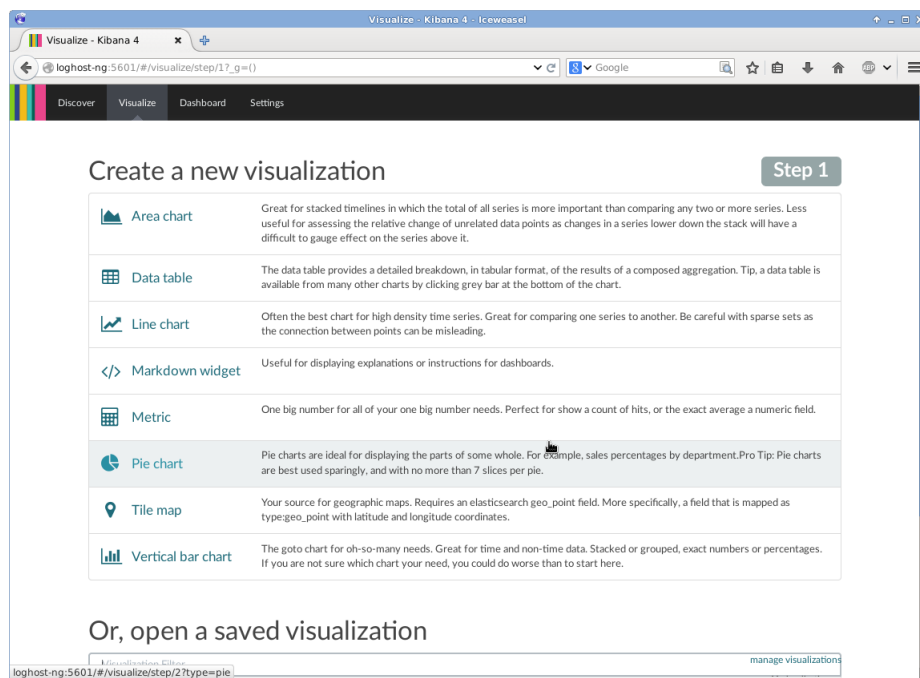 Visualize - Kibana 4 - Iceweasel
Visualize - Kibana 4
loghost-ng:5601/#/visualize/step/1?_g=()
Google
Discover
Visualize
Dashboard
Settings
Create a new visualization
Step 1
Area chart
Great for stacked timelines in which the total of all series is more important than comparing any two or more series. Less
useful for assessing the relative change of unrelated data points as changes in a series lower down the stack will have a
difficult to gauge effect on the series above it.
Data table
The data table provides a detailed breakdown, in tabular format, of the results of a composed aggregation. Tip, a data table is
available from many other charts by clicking grey bar at the bottom of the chart.
Line chart
Often the best chart for high density time series. Great for comparing one series to another. Be careful with sparse sets as
the connection between points can be misleading.
Markdown widget
Useful for displaying explanations or instructions for dashboards.
Metric
One big number for all of your one big number needs. Perfect for show a count of hits, or the exact average a numeric field.
Pie chart
Pie charts are ideal for displaying the parts of some whole. For example, sales percentages by department.Pro Tip: Pie charts
are best used sparingly, and with no more than 7 slices per pie.
Tile map
Your source for geographic maps. Requires an elasticsearch geo_point field. More specifically, a field that is mapped as
type:geo_point with latitude and longitude coordinates.
Vertical bar chart
The goto chart for oh-so-many needs. Great for time and non-time data. Stacked or grouped, exact numbers or percentages.
If you are not sure which chart your need, you could do worse than to start here.
Or, open a saved visualization
Visualization Filter
manage visualizations
loghost-ng:5601/#/visualize/step/2?type=pie